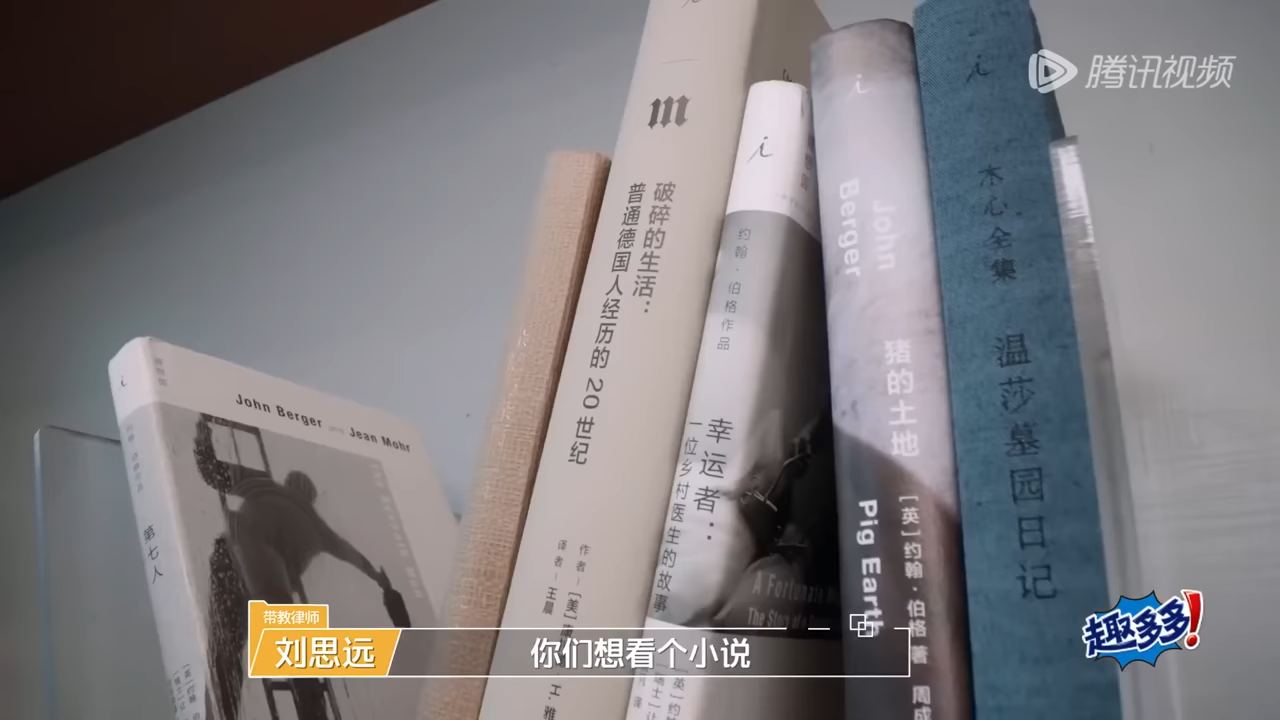 腾讯视频
John Berger
Jean Mohr
第七人
m
破碎的生活：
普通德国人经历的 20 世纪
作者
译者
[美]
王晨
约翰·伯格作品
幸运者：
一位乡村医生的故事
A Fortunate
John
Berger
猪的土地
Pig Earth
[英] 约翰·伯格 著
木心全集
温莎墓园日记
带教律师
刘思远
你们想看个小说
趣多多!